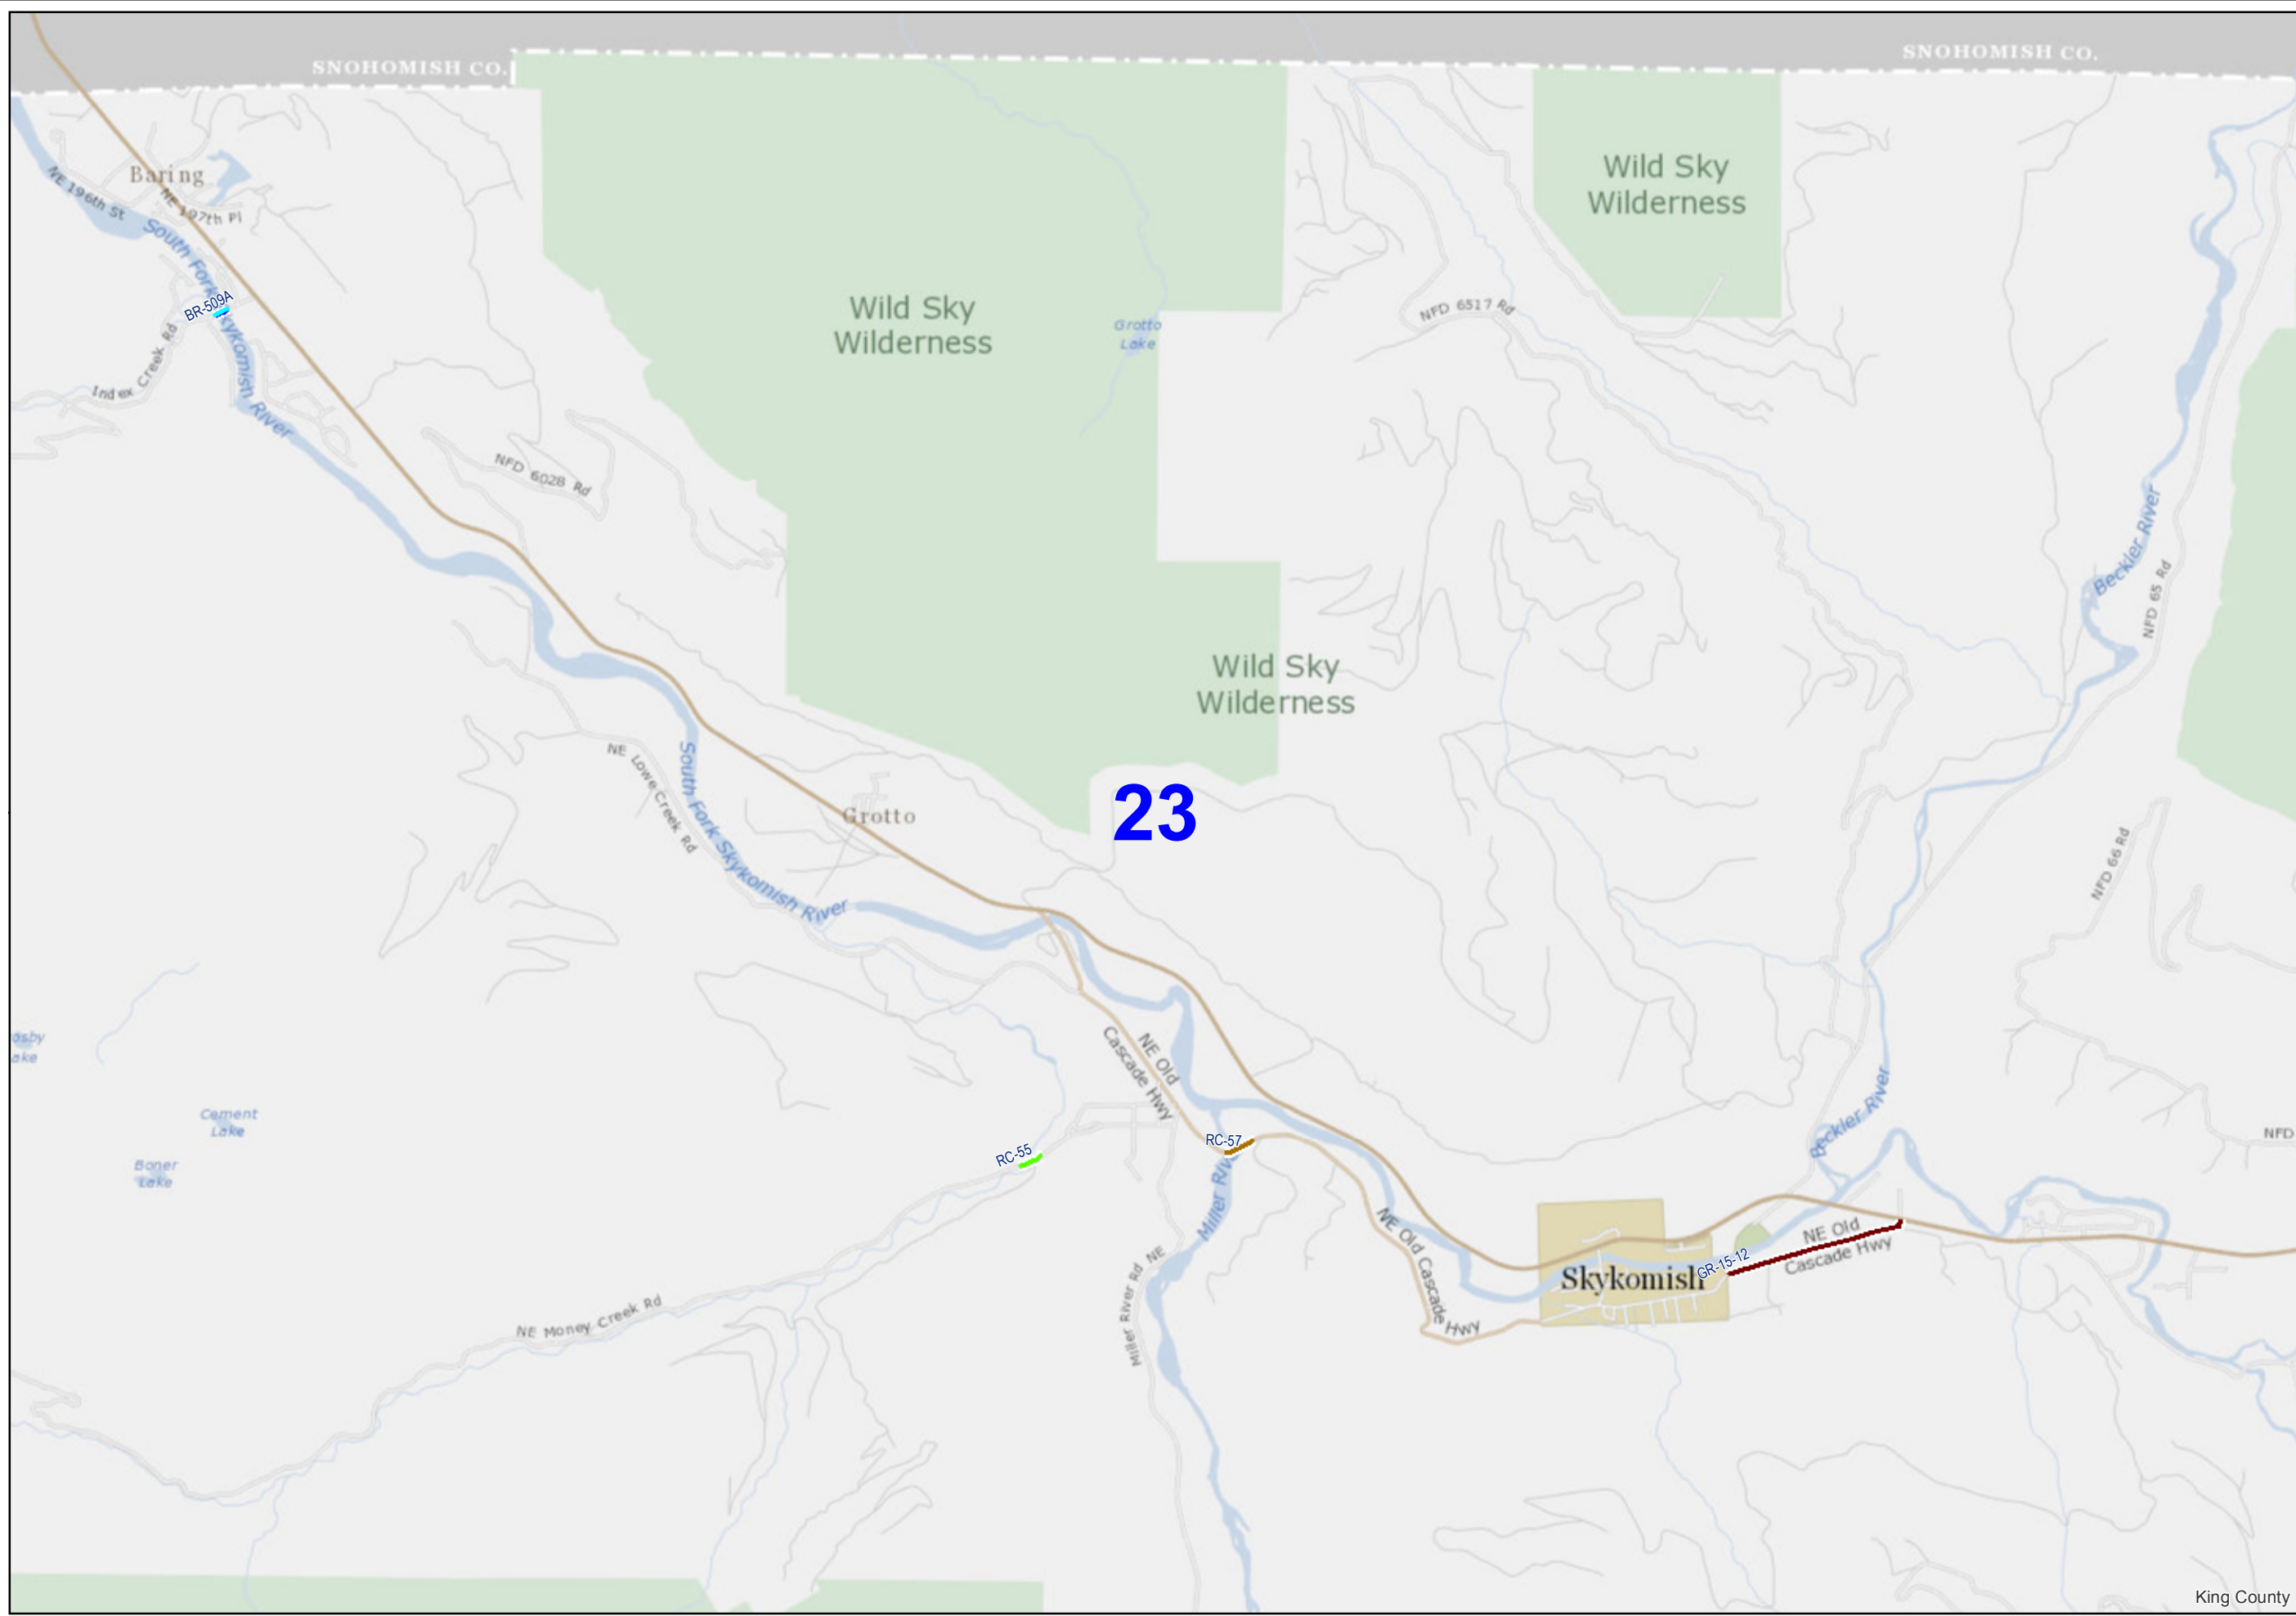 SNOHOMISH CO.
SNOHOMISH CO.
Baring
NE 196th St
NE 197th Pl
South Fork Skykomish River
BR-509A
Index Creek Rd
Wild Sky
Wilderness
Wild Sky
Wilderness
Grotto
Lake
NFD 6517 Rd
NFD 6028 Rd
Beckler River
NFD 65 Rd
Wild Sky
Wilderness
NE Lowe Creek Rd
South Fork Skykomish River
Grotto
23
NFD 66 Rd
Lake
Cement
Lake
Boner
Lake
NE Old
Cascade Hwy
RC-55
RC-57
Miller River
Beckler River
NFD
NE Old Cascade Hwy
Skykomish
GR-15-12
NE Old
Cascade Hwy
Miller River Rd NE
NE Money Creek Rd
King County